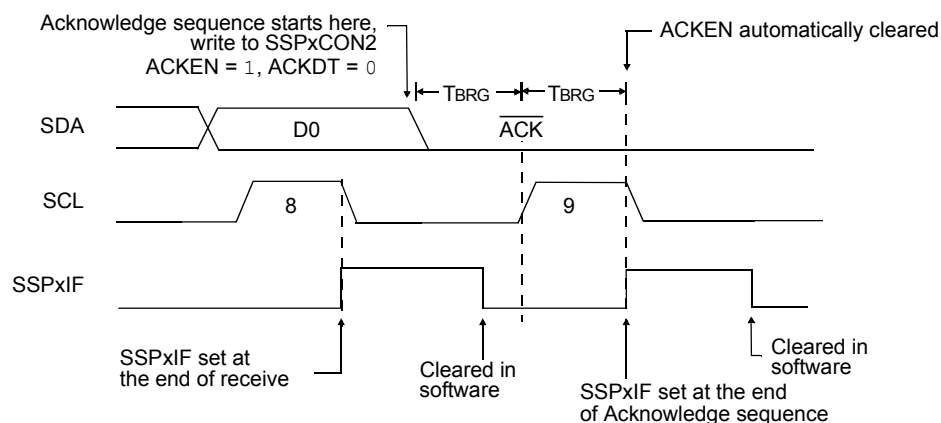 Acknowledge sequence starts here,
write to SSPxCON2
ACKEN = 1, ACKDT = 0
ACKEN automatically cleared
TBRG
TBRG
SDA
D0
ACK
SCL
8
9
SSPxIF
SSPxIF set at
the end of receive
Cleared in
software
SSPxIF set at the end
of Acknowledge sequence
Cleared in
software